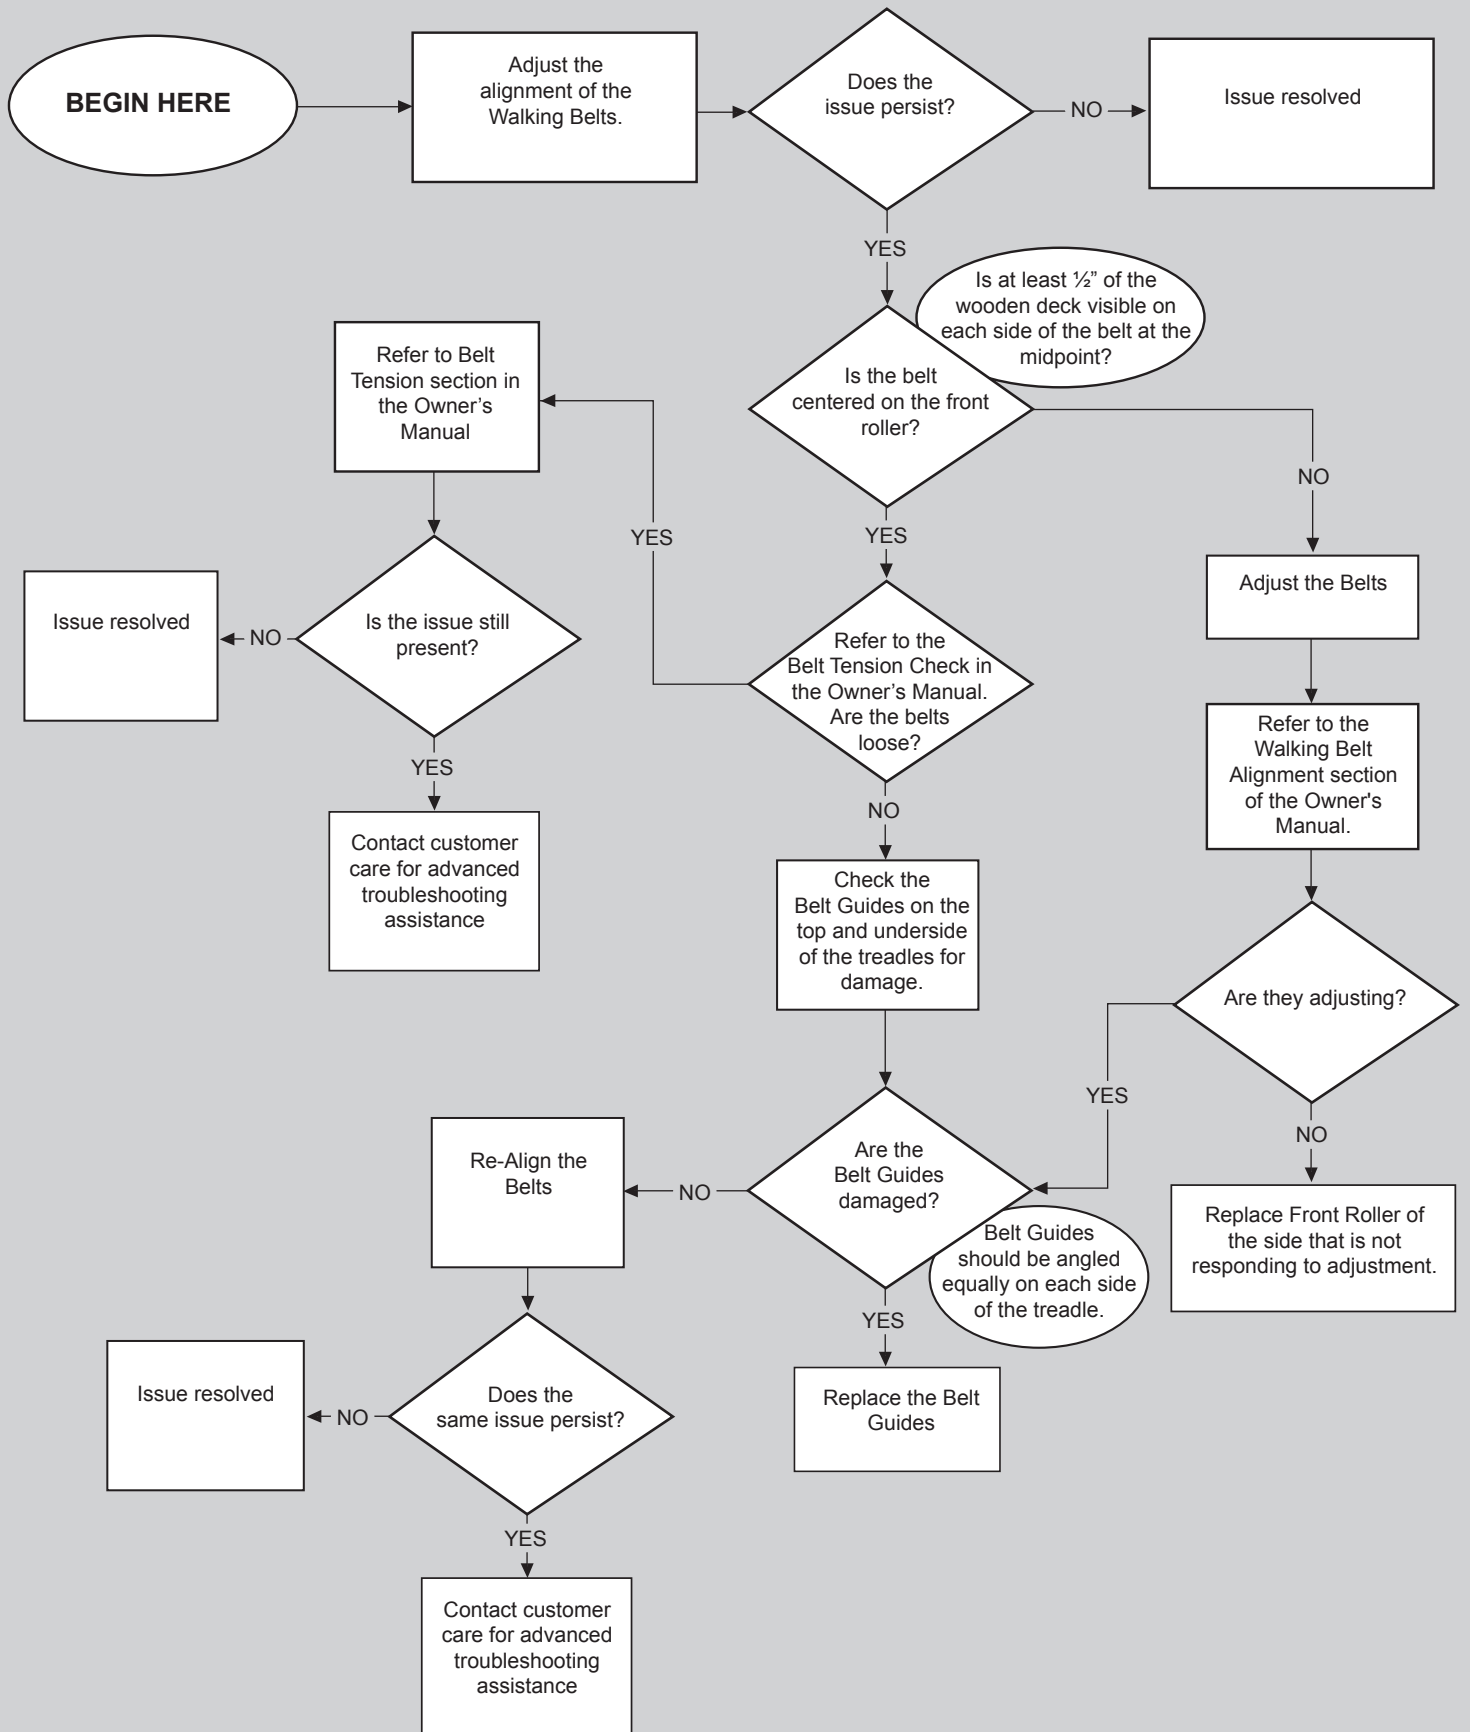 BEGIN HERE
Adjust the
alignment of the
Walking Belts.
Does the
issue persist?
NO
Issue resolved
YES
Is at least ½” of the
wooden deck visible on
each side of the belt at the
midpoint?
Is the belt
centered on the front
roller?
NO
YES
Refer to Belt
Tension section in
the Owner’s
Manual
YES
Is the issue still
present?
NO
Issue resolved
YES
Contact customer
care for advanced
troubleshooting
assistance
Refer to the
Belt Tension Check in
the Owner’s Manual.
Are the belts
loose?
NO
Check the
Belt Guides on the
top and underside
of the treadles for
damage.
Adjust the Belts
Refer to the
Walking Belt
Alignment section
of the Owner's
Manual.
Are they adjusting?
YES
NO
Replace Front Roller of
the side that is not
responding to adjustment.
Are the
Belt Guides
damaged?
Belt Guides
should be angled
equally on each side
of the treadle.
NO
YES
Replace the Belt
Guides
Re-Align the
Belts
Does the
same issue persist?
NO
Issue resolved
YES
Contact customer
care for advanced
troubleshooting
assistance